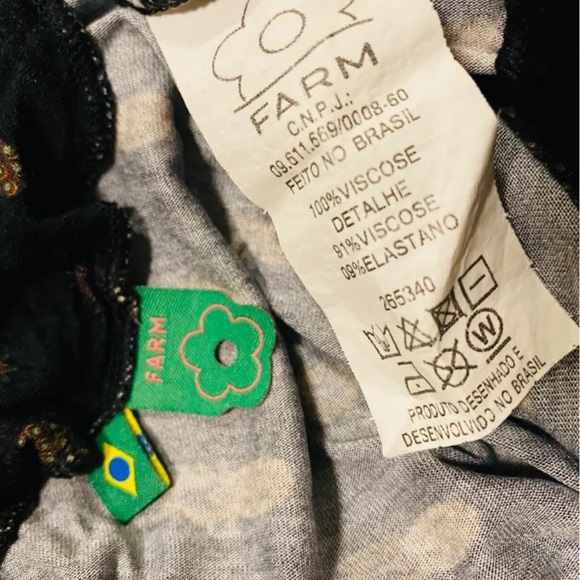 FARM
C.N.P.J.:
09.611.669/0008-60
FEITO NO BRASIL
100%VISCOSE
DETALHE
91%VISCOSE
09%ELASTANO
265340
W
PRODUTO DESENHADO E
DESENVOLVIDO NO BRASIL
FARM